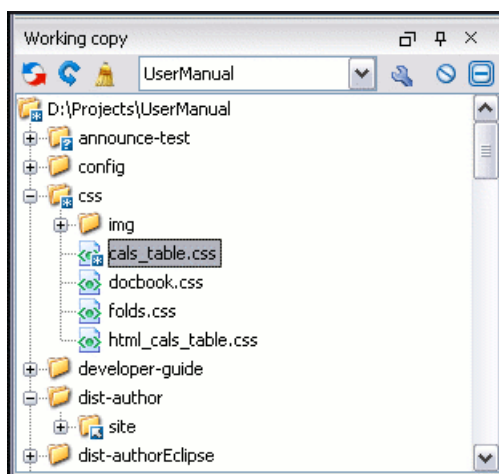 Working copy
UserManual
D:\Projects\UserManual
announce-test
config
css
img
cals_table.css
docbook.css
folds.css
html_cals_table.css
developer-guide
dist-author
site
dist-authorEclipse